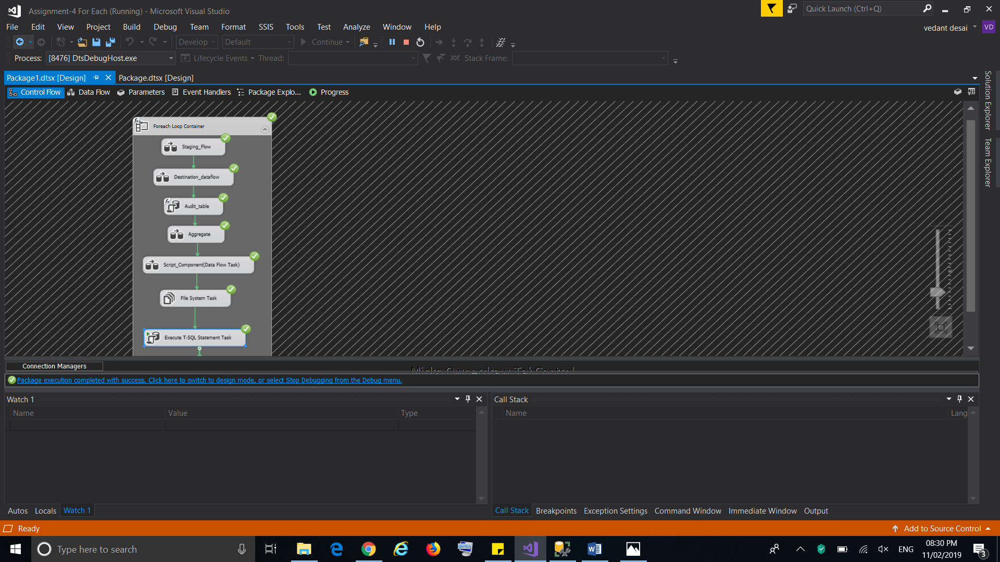 Assignment-4 For Each (Running) - Microsoft Visual Studio
Quick Launch (Ctrl+Q)
File Edit View Project Build Debug Team Format SSIS Tools Test Analyze Window Help
vedant desai VD
Develop Default Continue
Process: [8476] DtsDebugHost.exe Lifecycle Events Thread: Stack Frame:
Package1.dtsx [Design] Package.dtsx [Design]
Control Flow Data Flow Parameters Event Handlers Package Explo... Progress
Solution Explorer
Team Explorer
Foreach Loop Container
Staging_Flow
Destination_dataflow
Audit_table
Aggregate
Script_Component(Data Flow Task)
File System Task
Execute T-SQL Statement Task
Connection Managers
Package execution completed with success. Click here to switch to design mode, or select Stop Debugging from the Debug menu.
Watch 1
Name Value Type
Call Stack
Name Lang
Autos Locals Watch 1
Call Stack Breakpoints Exception Settings Command Window Immediate Window Output
Ready
Add to Source Control
Type here to search
ENG
08:30 PM
11/02/2019
3